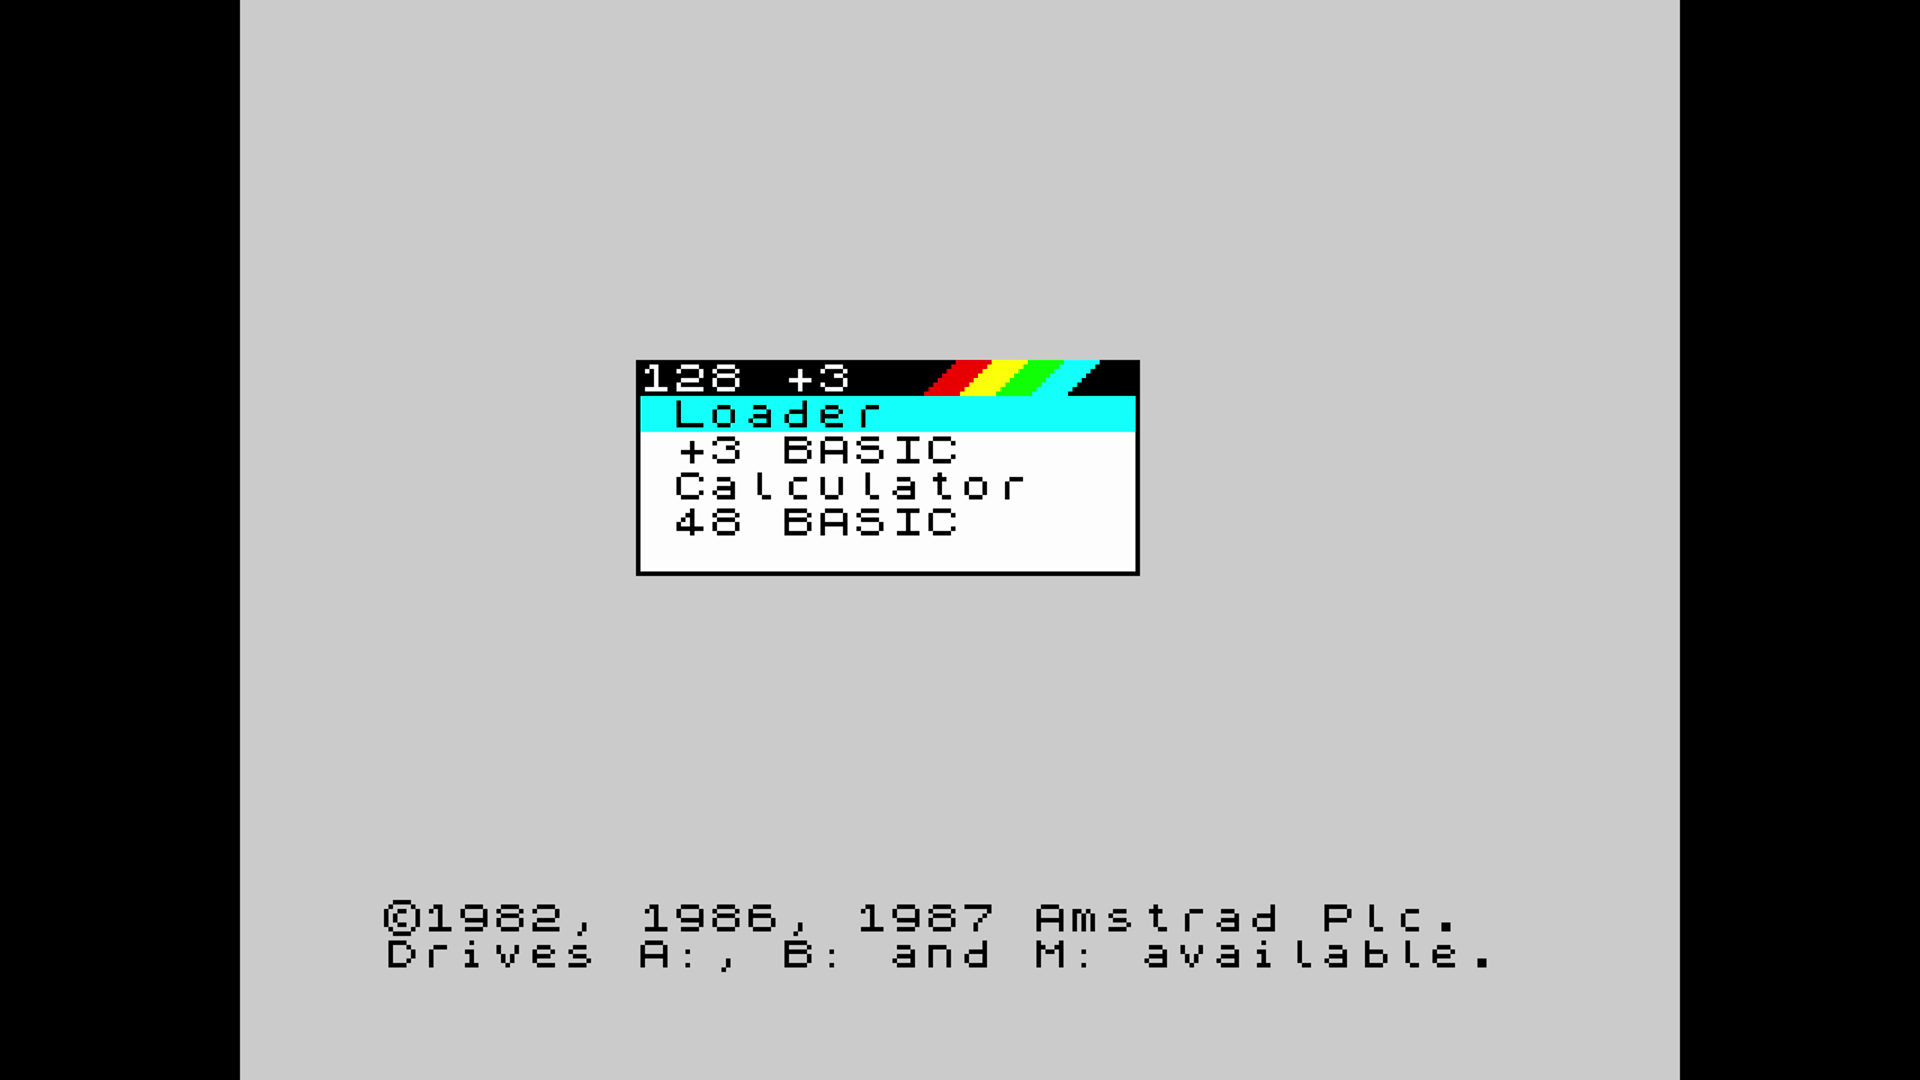 128 +3
Loader
+3 BASIC
Calculator
48 BASIC
©1982, 1986, 1987 Amstrad Plc.
Drives A:, B: and M: available.